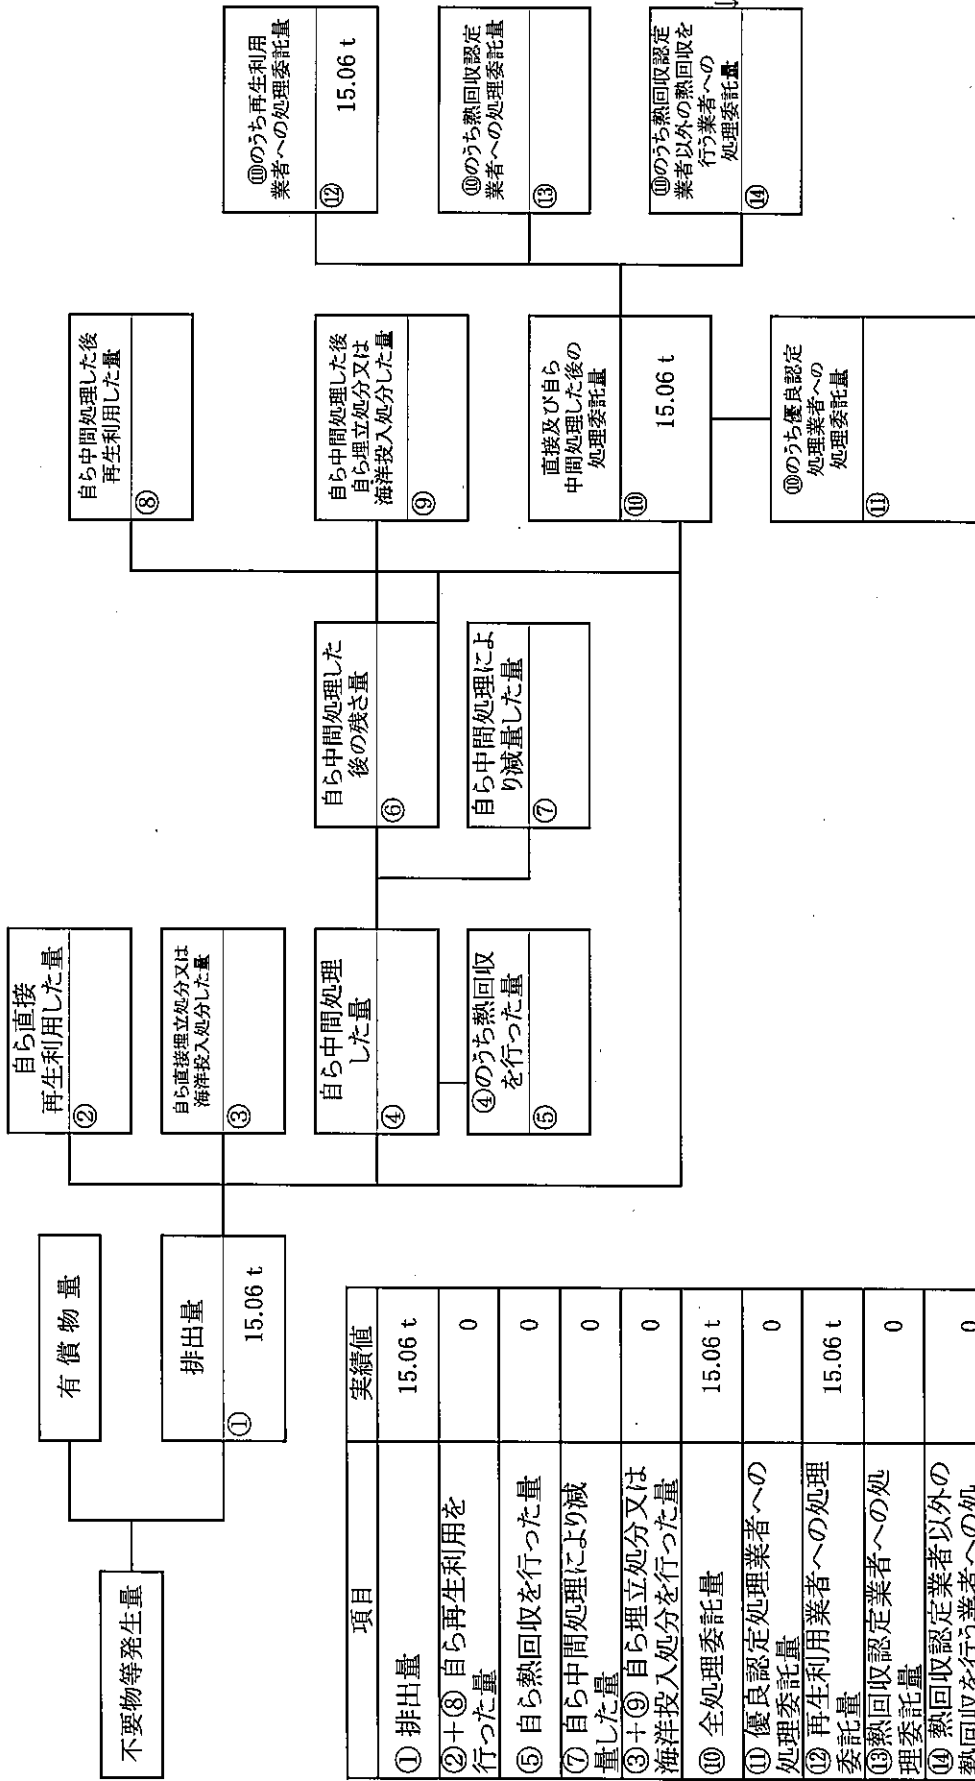 不要物等発生量
有償物量
排出量
①
15.06 t
自ら直接
再生利用した量
②
自ら直接埋立処分又は
海洋投入処分した量
③
自ら中間処理
した量
④
④のうち熱回収
を行った量
⑤
自ら中間処理した
後の残さ量
⑥
自ら中間処理によ
り減量した量
⑦
自ら中間処理した後
再生利用した量
⑧
自ら中間処理した後
自ら埋立処分又は
海洋投入処分した量
⑨
直接及び自ら
中間処理した後の
処理委託量
⑩
15.06 t
⑩のうち優良認定
処理業者への
処理委託量
⑪
⑩のうち再生利用
業者への処理委託量
⑫
15.06 t
⑩のうち熱回収認定
業者への処理委託量
⑬
⑩のうち熱回収認定
業者以外の熱回収を
行う業者への
処理委託量
⑭
項目
実績値
① 排出量
15.06 t
②+⑧ 自ら再生利用を
行った量
0
⑤ 自ら熱回収を行った量
0
⑦ 自ら中間処理により減
量した量
0
③+⑨ 自ら埋立処分又は
海洋投入処分を行った量
0
⑩ 全処理委託量
15.06 t
⑪ 優良認定処理業者への
処理委託量
0
⑫ 再生利用業者への処理
委託量
15.06 t
⑬熱回収認定業者への処
理委託量
0
⑭ 熱回収認定業者以外の
熱回収を行う業者への処
0